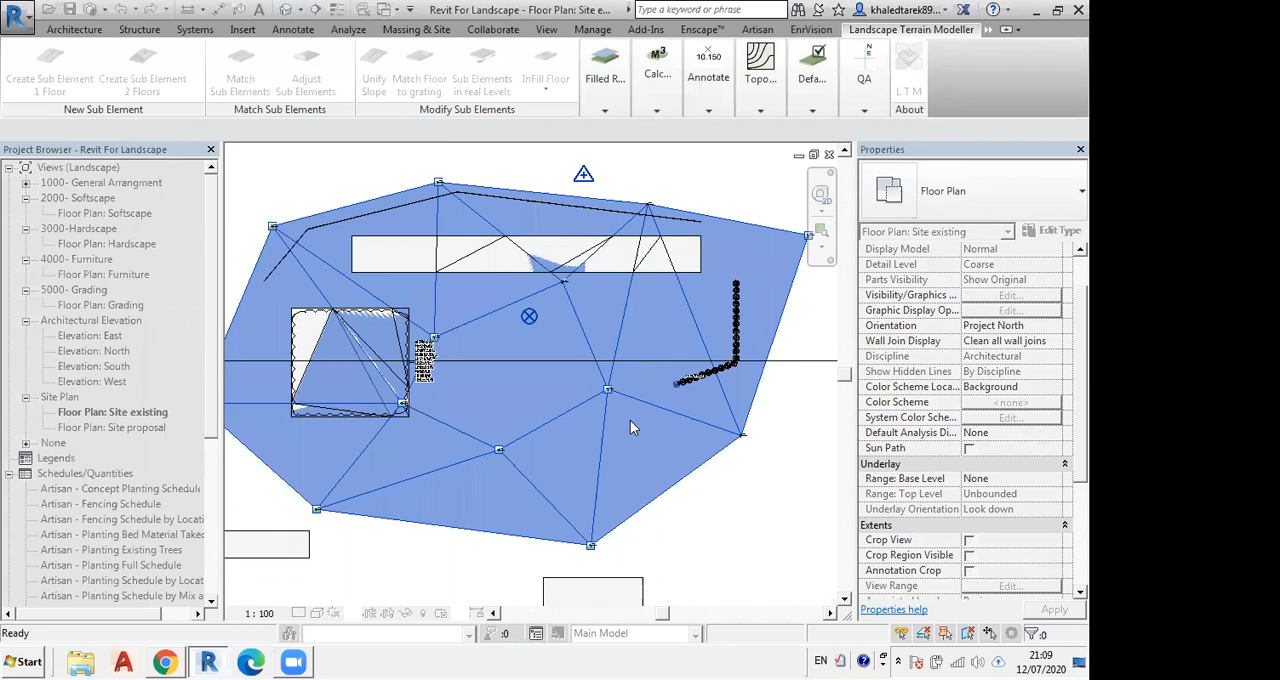 Revit For Landscape - Floor Plan: Site e...
Type a keyword or phrase
khaledtarek89...
Architecture Structure Systems Insert Annotate Analyze Massing & Site Collaborate View Manage Add-Ins Enscape™ Artisan EnvVision Landscape Terrain Modeller
Create Sub Element 1 Floor
Create Sub Element 2 Floors
Match Sub Elements
Adjust Sub Elements
Unify Slope
Match Floor to grating
Sub Elements in real Levels
InFill Floor
Filled R...
M³
Calc...
10.150
Annotate
Topo...
Defa...
N
E
QA
L T M
New Sub Element
Match Sub Elements
Modify Sub Elements
About
Project Browser - Revit For Landscape
Views (Landscape)
1000- General Arrangment
2000- Softscape
Floor Plan: Softscape
3000-Hardscape
Floor Plan: Hardscape
4000- Furniture
Floor Plan: Furniture
5000- Grading
Floor Plan: Grading
Architectural Elevation
Elevation: East
Elevation: North
Elevation: South
Elevation: West
Site Plan
Floor Plan: Site existing
Floor Plan: Site proposal
None
Legends
Schedules/Quantities
Artisan - Concept Planting Schedule
Artisan - Fencing Schedule
Artisan - Fencing Schedule by Locati
Artisan - Planting Bed Material Takec
Artisan - Planting Existing Trees
Artisan - Planting Full Schedule
Artisan - Planting Schedule by Locati
Artisan - Planting Schedule by Mix a
2D
1 : 100
Properties
Floor Plan
Floor Plan: Site existing
Edit Type
Display Model Normal
Detail Level Coarse
Parts Visibility Show Original
Visibility/Graphics ... Edit...
Graphic Display Op... Edit...
Orientation Project North
Wall Join Display Clean all wall joins
Discipline Architectural
Show Hidden Lines By Discipline
Color Scheme Loca... Background
Color Scheme <none>
System Color Sche... Edit...
Default Analysis Di... None
Sun Path
Underlay
Range: Base Level None
Range: Top Level Unbounded
Underlay Orientation Look down
Extents
Crop View
Crop Region Visible
Annotation Crop
View Range Edit...
Properties help
Apply
Ready
:0
Main Model
:0
Start
EN
21:09
12/07/2020